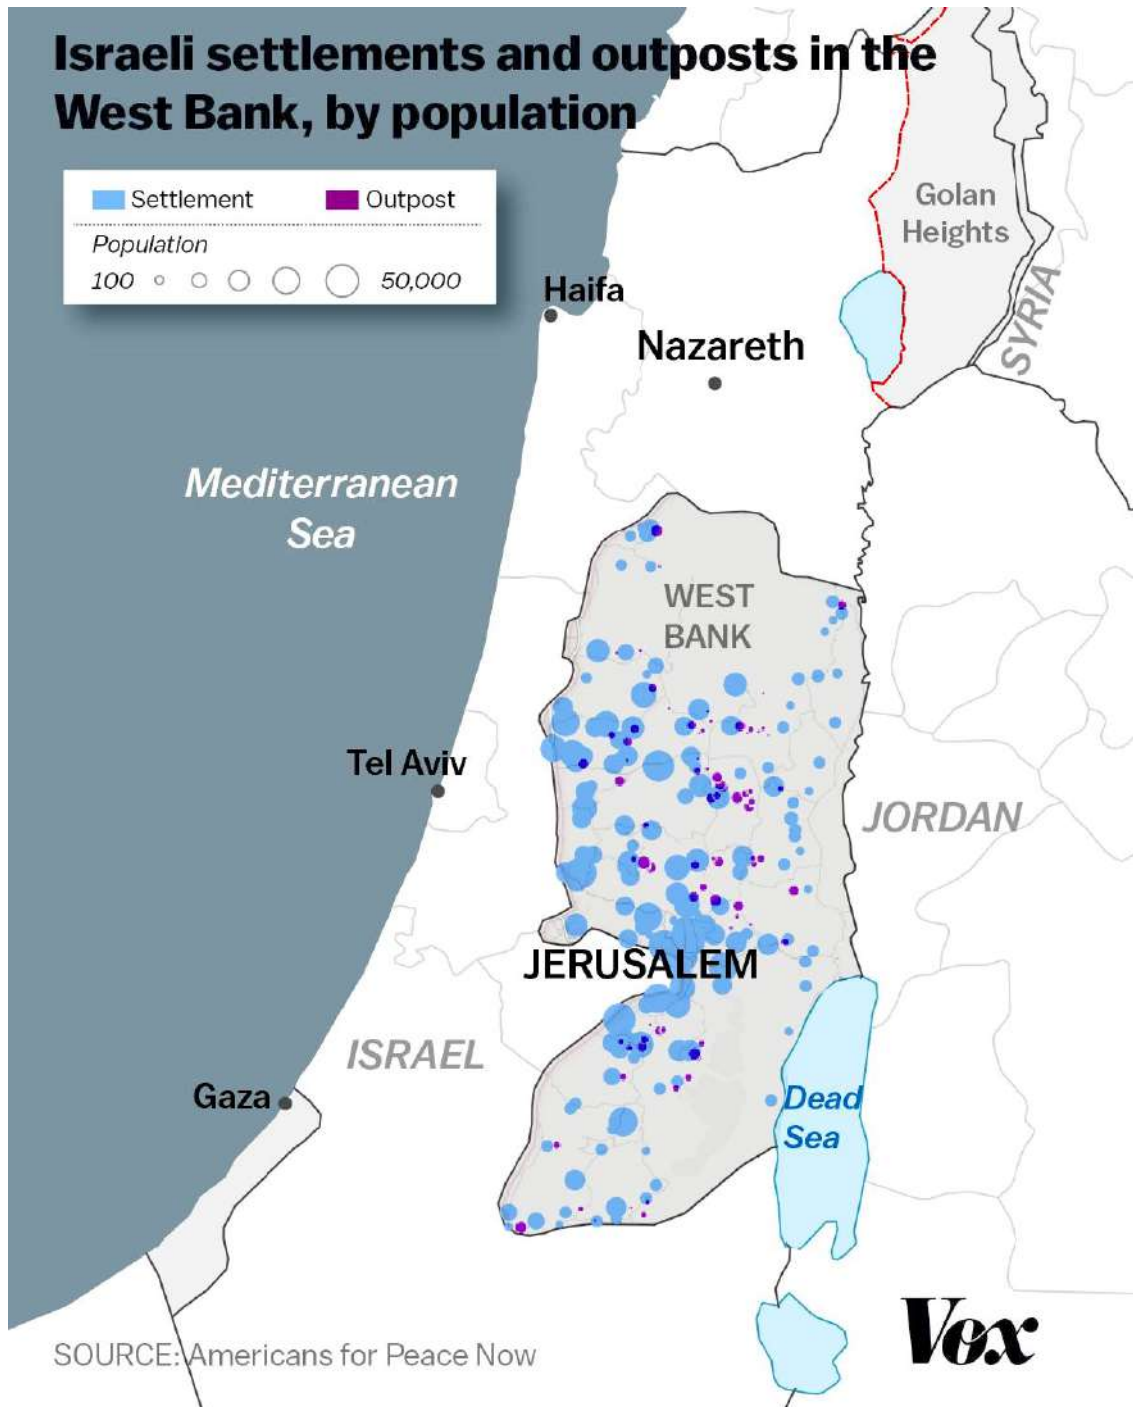 Israeli settlements and outposts in the
West Bank, by population
Settlement Outpost
Population
100 50,000
Golan
Heights
SYRIA
Haifa
Nazareth
Mediterranean
Sea
WEST
BANK
Tel Aviv
JORDAN
JERUSALEM
ISRAEL
Gaza
Dead
Sea
SOURCE: Americans for Peace Now
Vox